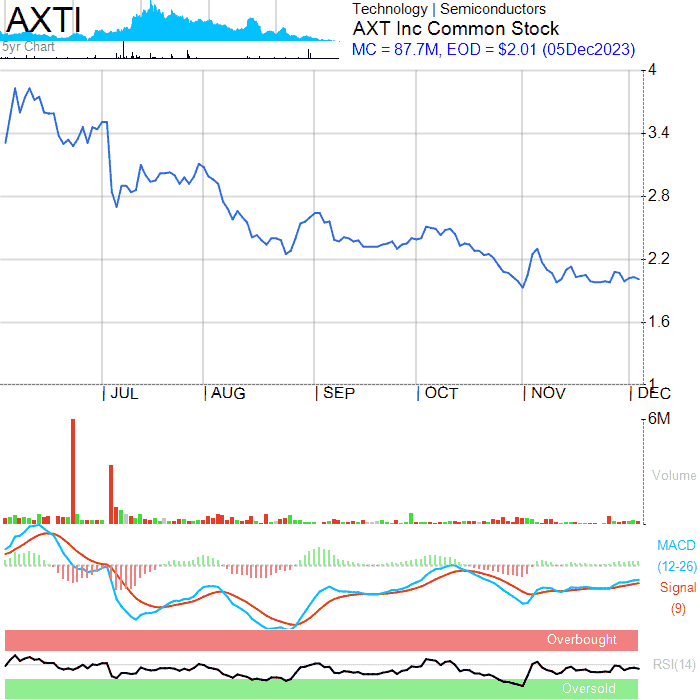 AXTI
5yr Chart
Technology | Semiconductors
AXT Inc Common Stock
MC = 87.7M, EOD = $2.01 (05Dec2023)
4
3.4
2.8
2.2
1.6
1
JUL AUG SEP OCT NOV DEC
6M
Volume
MACD
(12-26)
Signal
(9)
Overbought
RSI(14)
Oversold